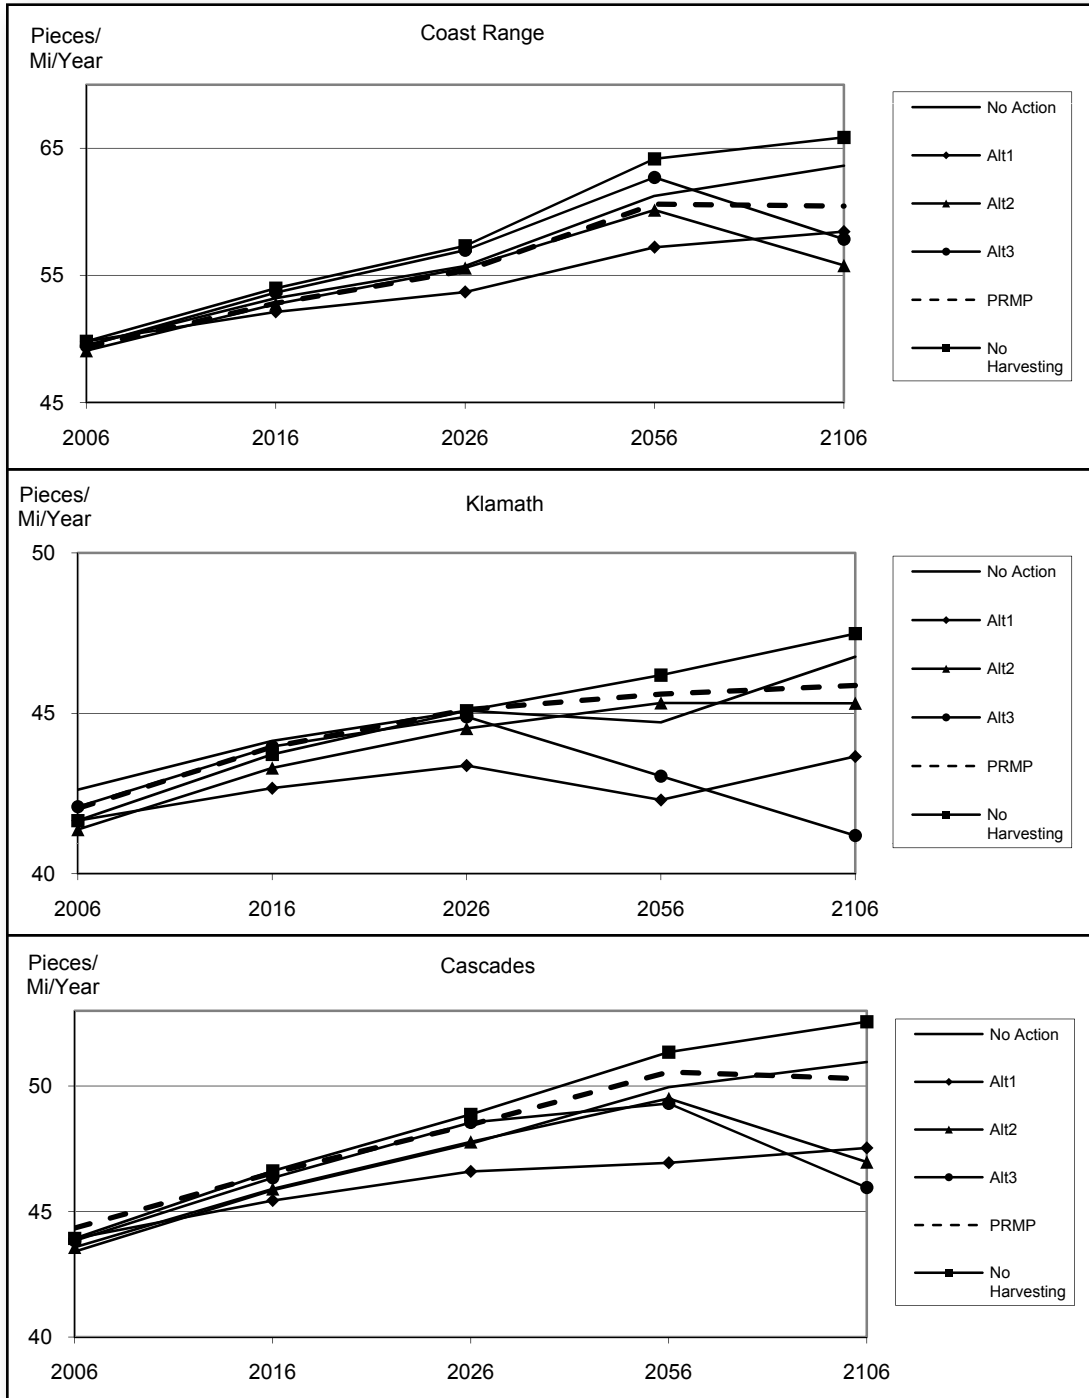 Pieces/
Mi/Year
Coast Range
65
55
45
2006 2016 2026 2056 2106
No Action
Alt1
Alt2
Alt3
PRMP
No
Harvesting
Pieces/
Mi/Year
Klamath
50
45
40
2006 2016 2026 2056 2106
No Action
Alt1
Alt2
Alt3
PRMP
No
Harvesting
Pieces/
Mi/Year
Cascades
50
45
40
2006 2016 2026 2056 2106
No Action
Alt1
Alt2
Alt3
PRMP
No
Harvesting